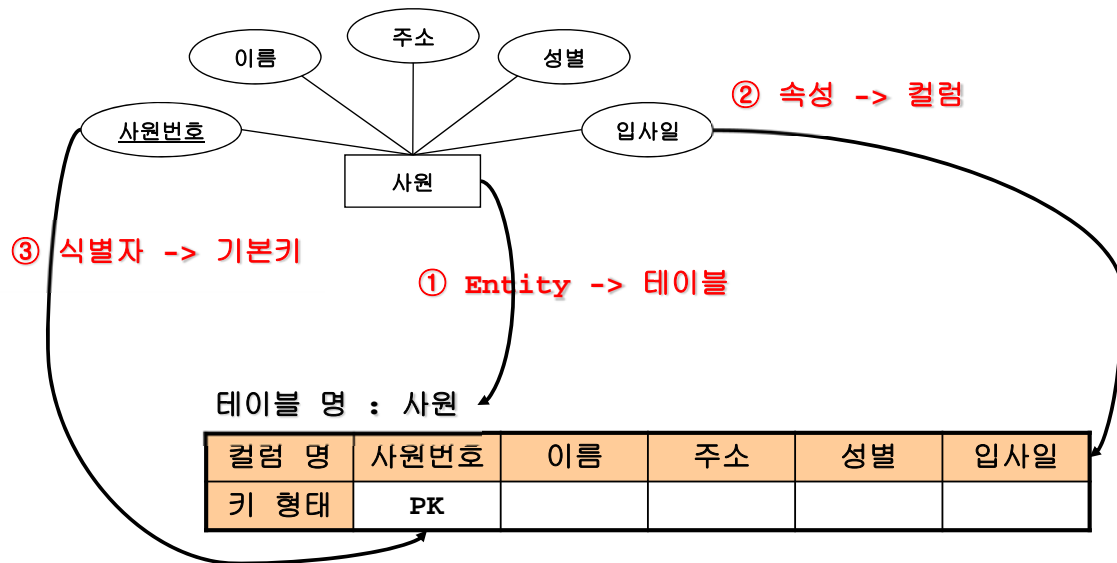 주소
이름
성별
② 속성 -> 컬럼
사원번호
입사일
사원
③ 식별자 -> 기본키
① Entity -> 테이블
테이블 명 : 사원
컬럼 명 사원번호 이름 주소 성별 입사일
키 형태 PK